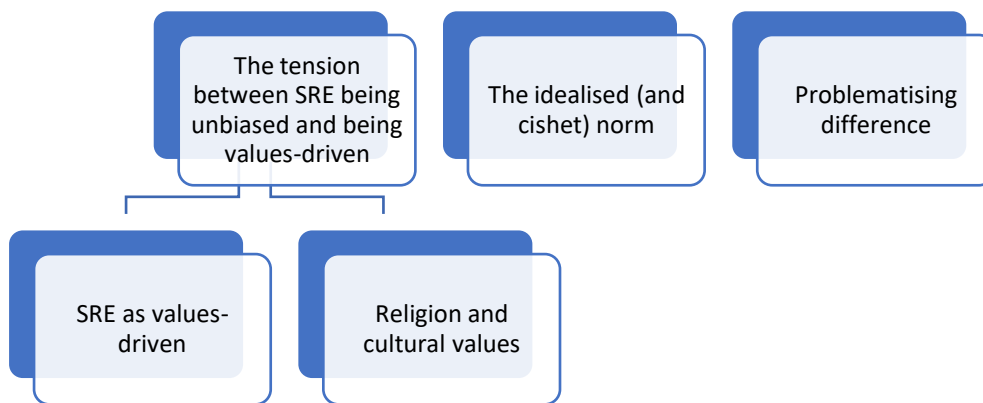 The tension
between SRE being
unbiased and being
values-driven
The idealised (and
cishet) norm
Problematising
difference
SRE as values-
driven
Religion and
cultural values